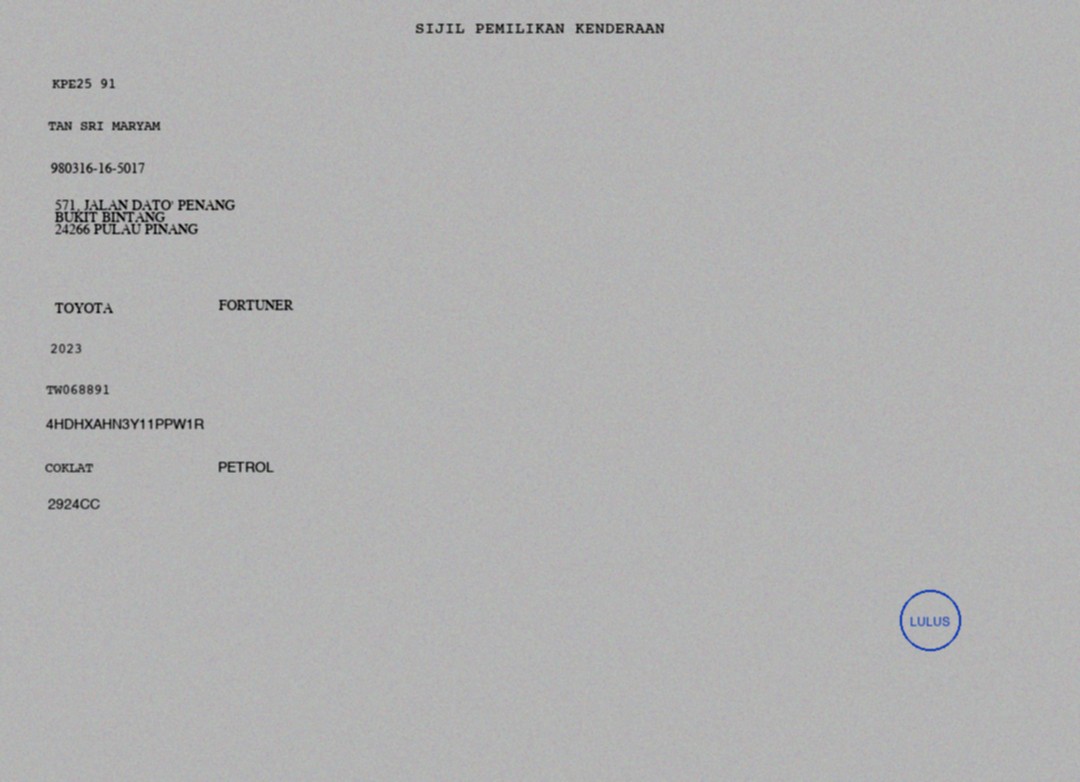 SIJIL PEMILIKAN KENDERAAN
KPE25 91
TAN SRI MARYAM
980316-16-5017
571, JALAN DATO' PENANG
BUKIT BINTANG
24266 PULAU PINANG
TOYOTA FORTUNER
2023
TW068891
4HDHXAHN3Y11PPW1R
COKLAT PETROL
2924CC
LULUS